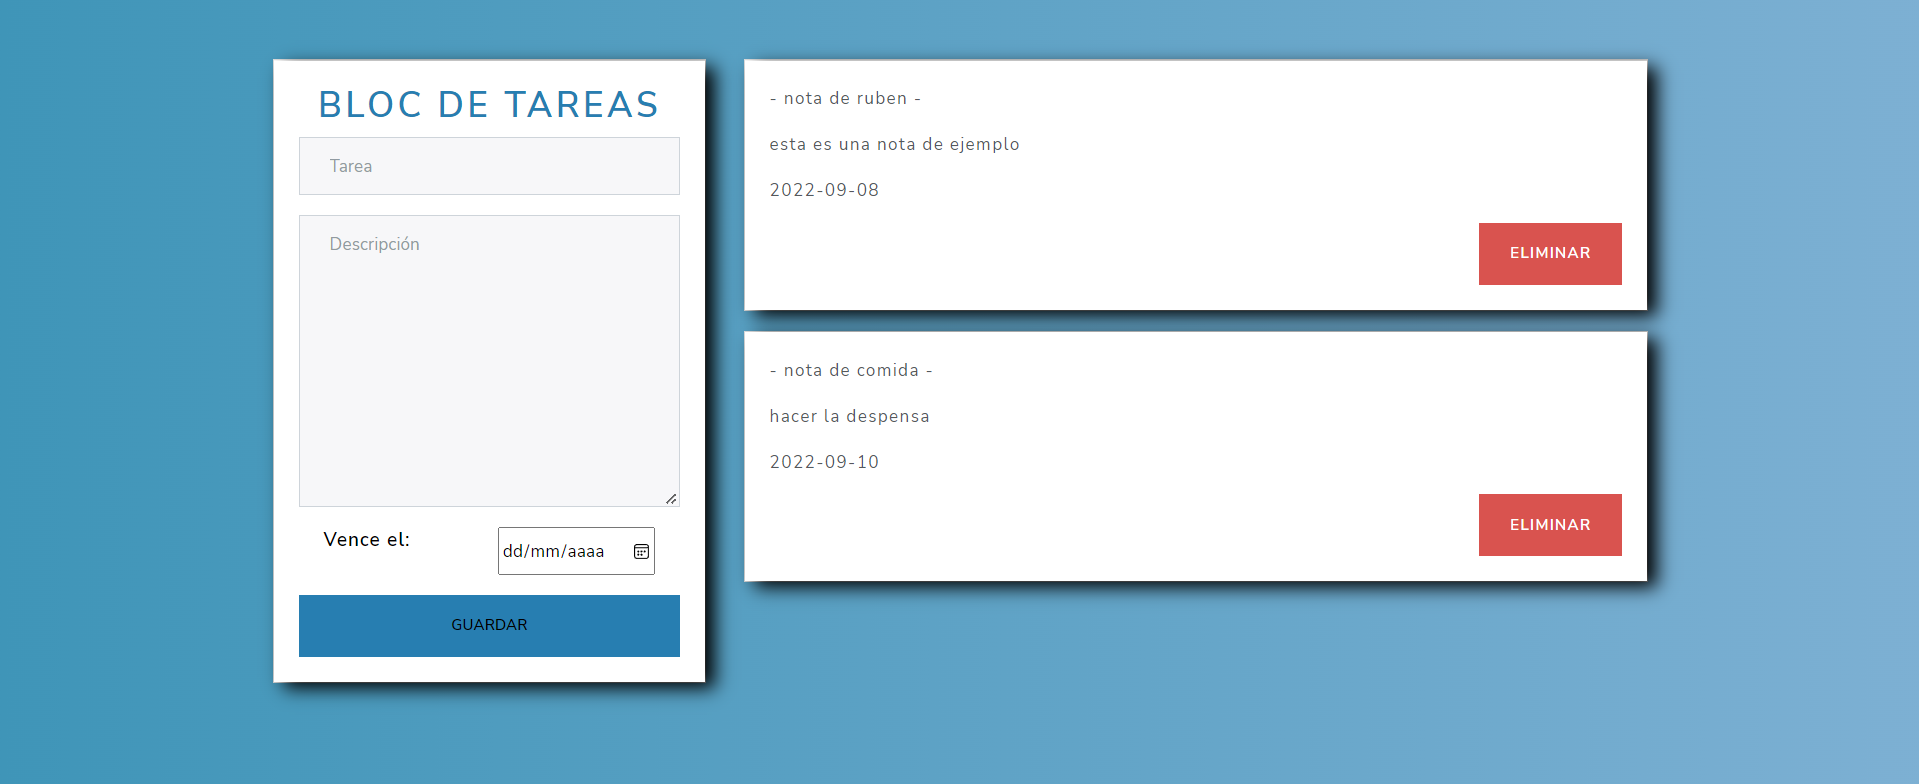 BLOC DE TAREAS
Tarea
Descripción
Vence el:
dd/mm/aaaa
GUARDAR
- nota de ruben -
esta es una nota de ejemplo
2022-09-08
ELIMINAR
- nota de comida -
hacer la despensa
2022-09-10
ELIMINAR